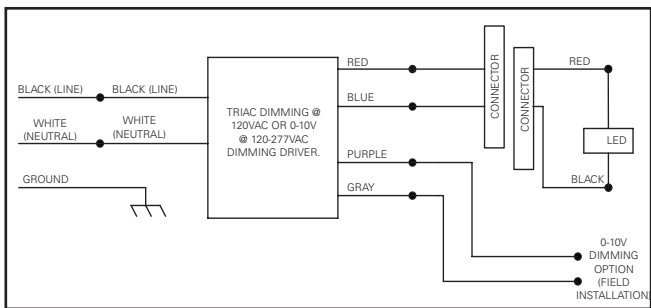 BLACK (LINE)
BLACK (LINE)
WHITE
(NEUTRAL)
WHITE
(NEUTRAL)
GROUND
TRIAC DIMMING @
120VAC OR 0-10V
@ 120-277VAC
DIMMING DRIVER.
RED
BLUE
PURPLE
GRAY
CONNECTOR
CONNECTOR
RED
LED
BLACK
0-10V
DIMMING
OPTION
(FIELD
INSTALLATION)